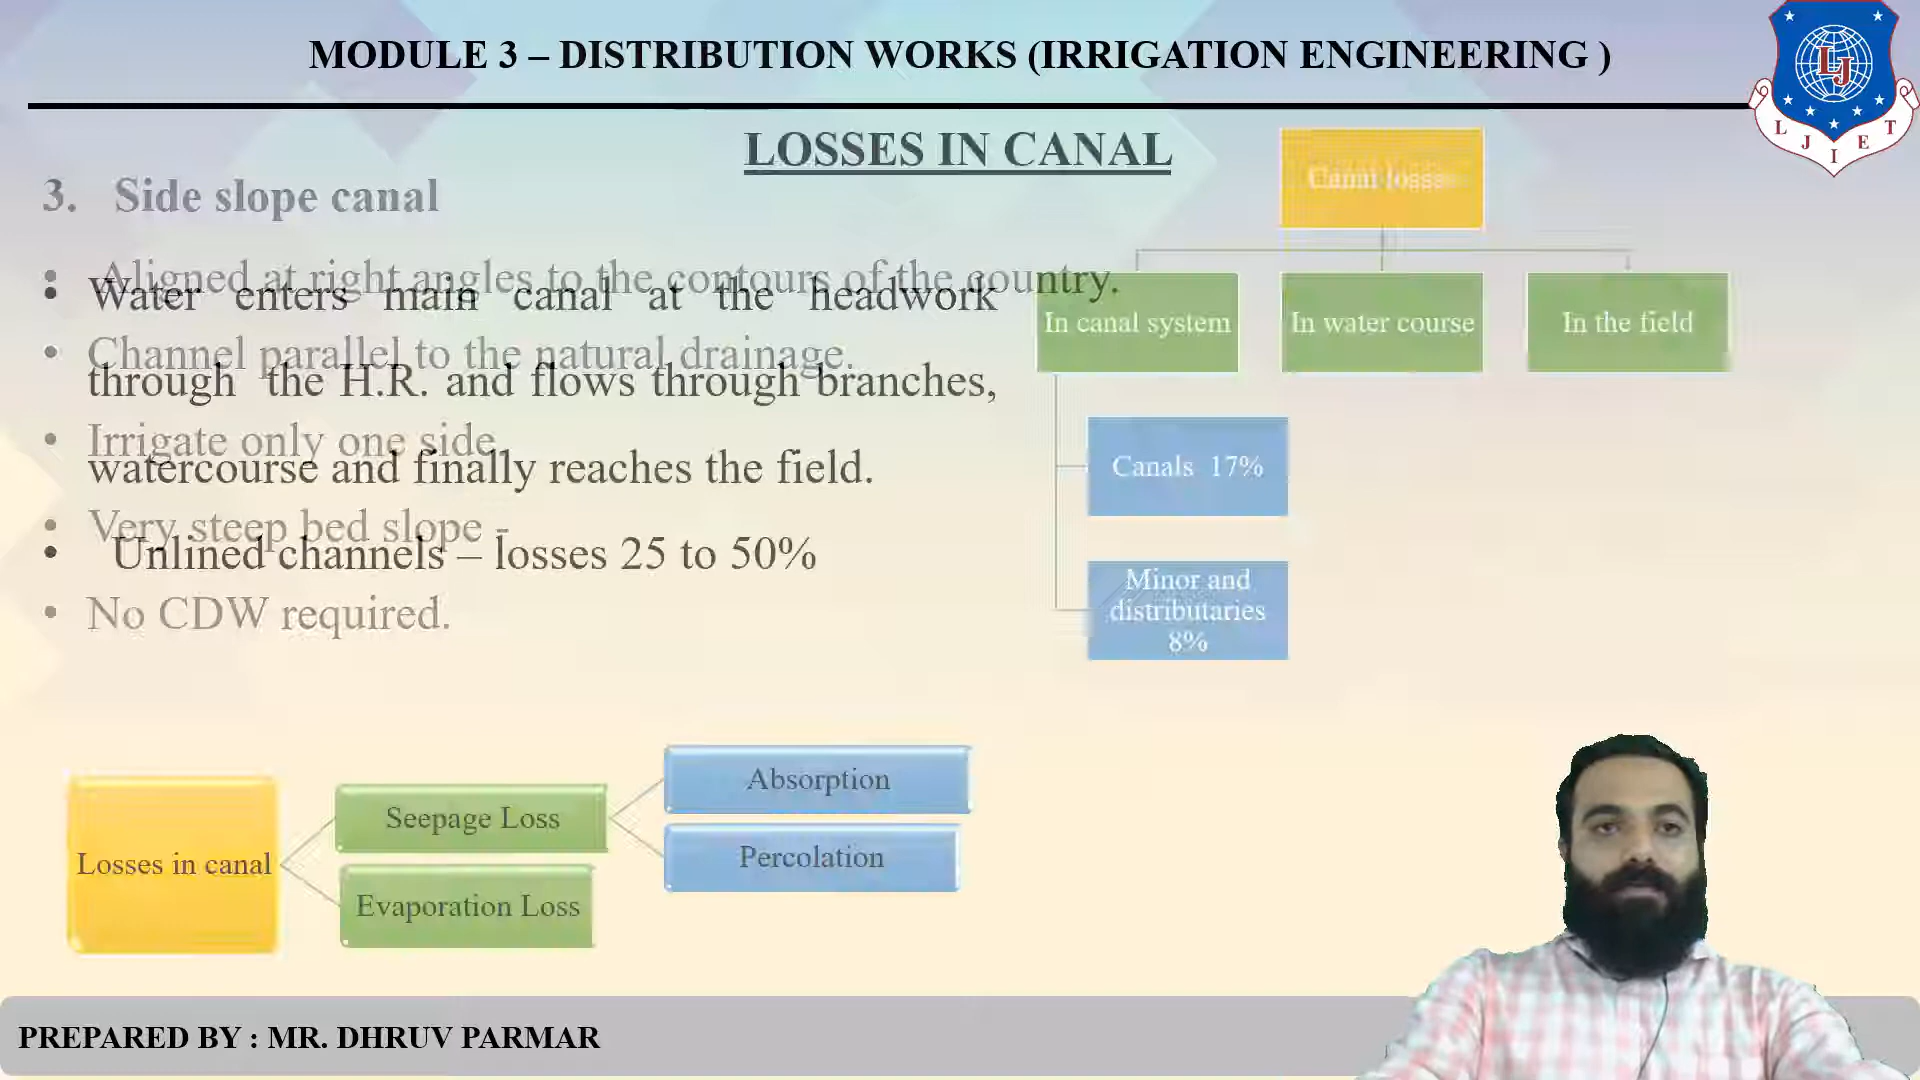 MODULE 3 – DISTRIBUTION WORKS (IRRIGATION ENGINEERING )
L J I E T
LJ
LOSSES IN CANAL
3. Side slope canal
• Aligned at right angles to the contours of the country.
• Channel parallel to the natural drainage.
• Irrigate only one side.
• Very steep bed slope -
• No CDW required.
• Water enters main canal at the headwork
through the H.R. and flows through branches,
watercourse and finally reaches the field.
• Unlined channels – losses 25 to 50%
Canal losses
In canal system
In water course
In the field
Canals 17%
Minor and
distributaries
8%
Losses in canal
Seepage Loss
Evaporation Loss
Absorption
Percolation
PREPARED BY : MR. DHRUV PARMAR